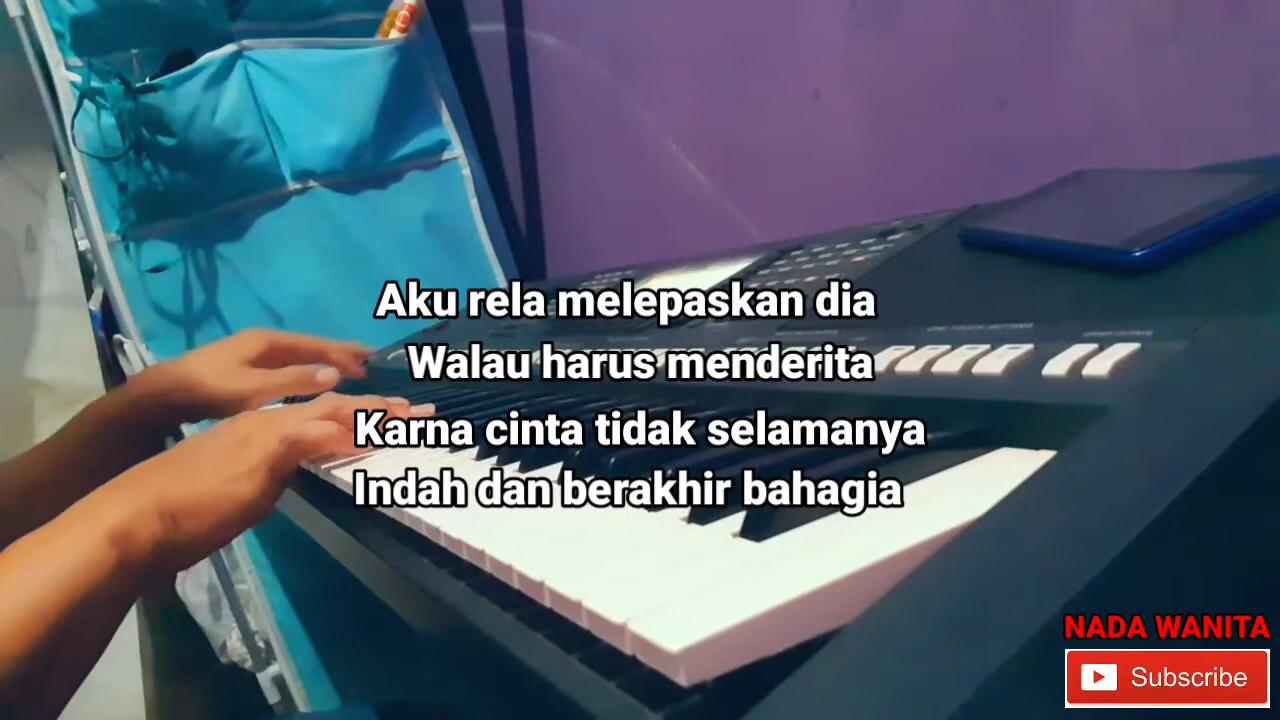 Aku rela melepaskan dia
Walau harus menderita
Karna cinta tidak selamanya
Indah dan berakhir bahagia
NADA WANITA
Subscribe